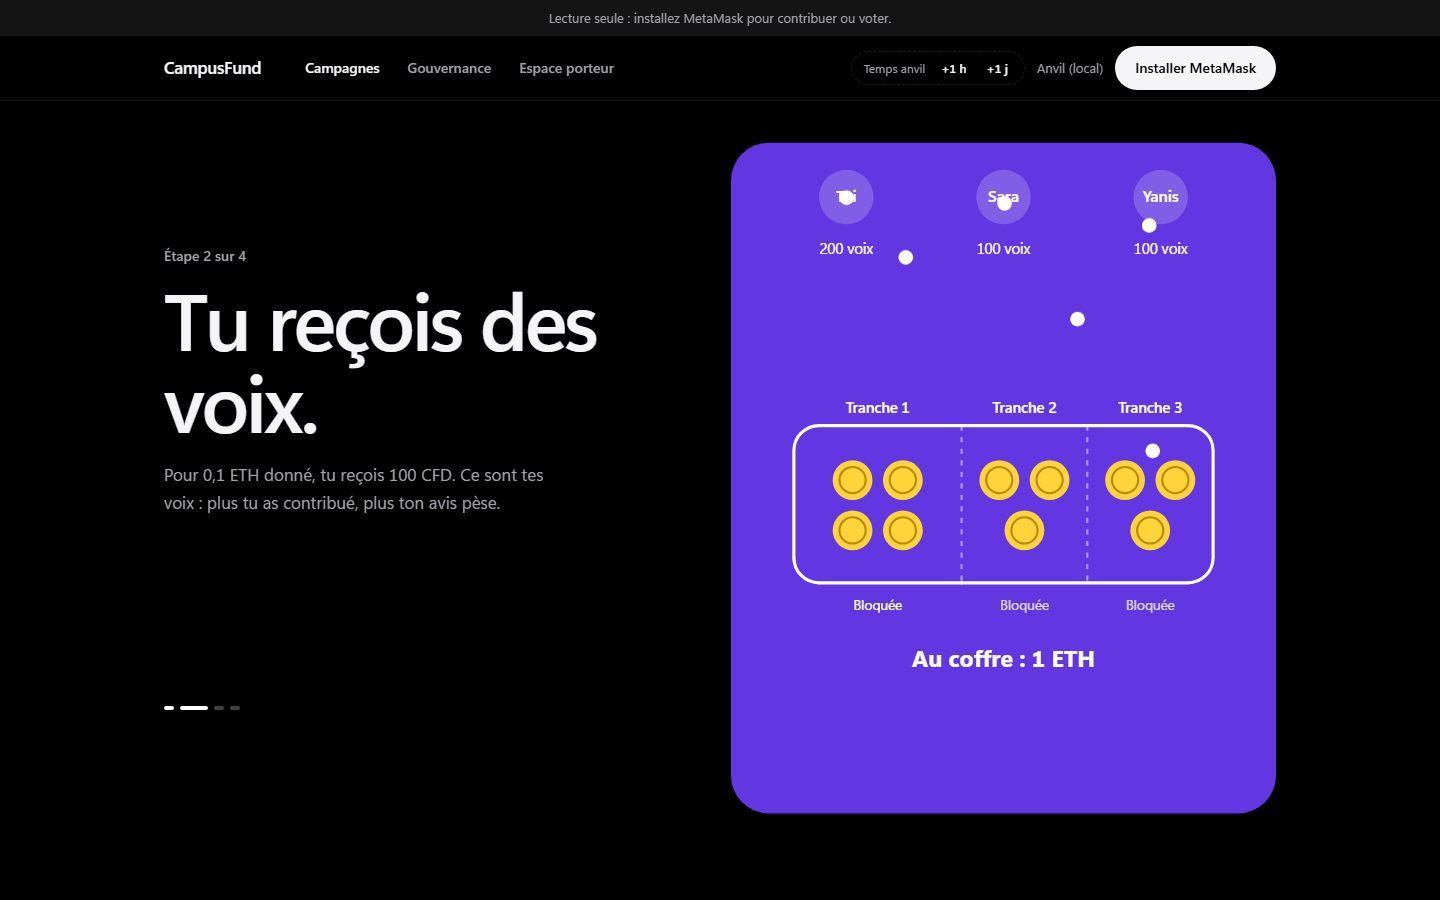 Lecture seule : installez MetaMask pour contribuer ou voter.
CampusFund
Campagnes
Gouvernance
Espace porteur
Temps anvil
+1 h
+1 j
Anvil (local)
Installer MetaMask
Étape 2 sur 4
Tu reçois des
voix.
Pour 0,1 ETH donné, tu reçois 100 CFD. Ce sont tes
voix : plus tu as contribué, plus ton avis pèse.
Sara
Yanis
200 voix
100 voix
100 voix
Tranche 1
Tranche 2
Tranche 3
Bloquée
Bloquée
Bloquée
Au coffre : 1 ETH